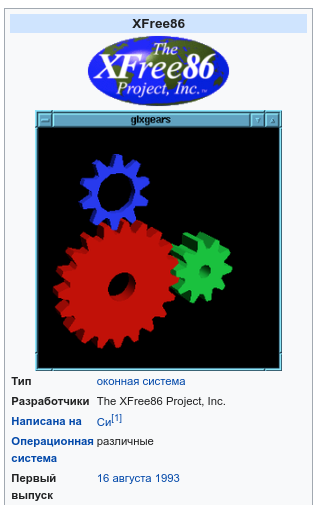 XFree86
The
XFree86
Project, Inc.™
glxgears
Тип оконная система
Разработчики The XFree86 Project, Inc.
Написана на Си[1]
Операционная различные
система
Первый 16 августа 1993
выпуск